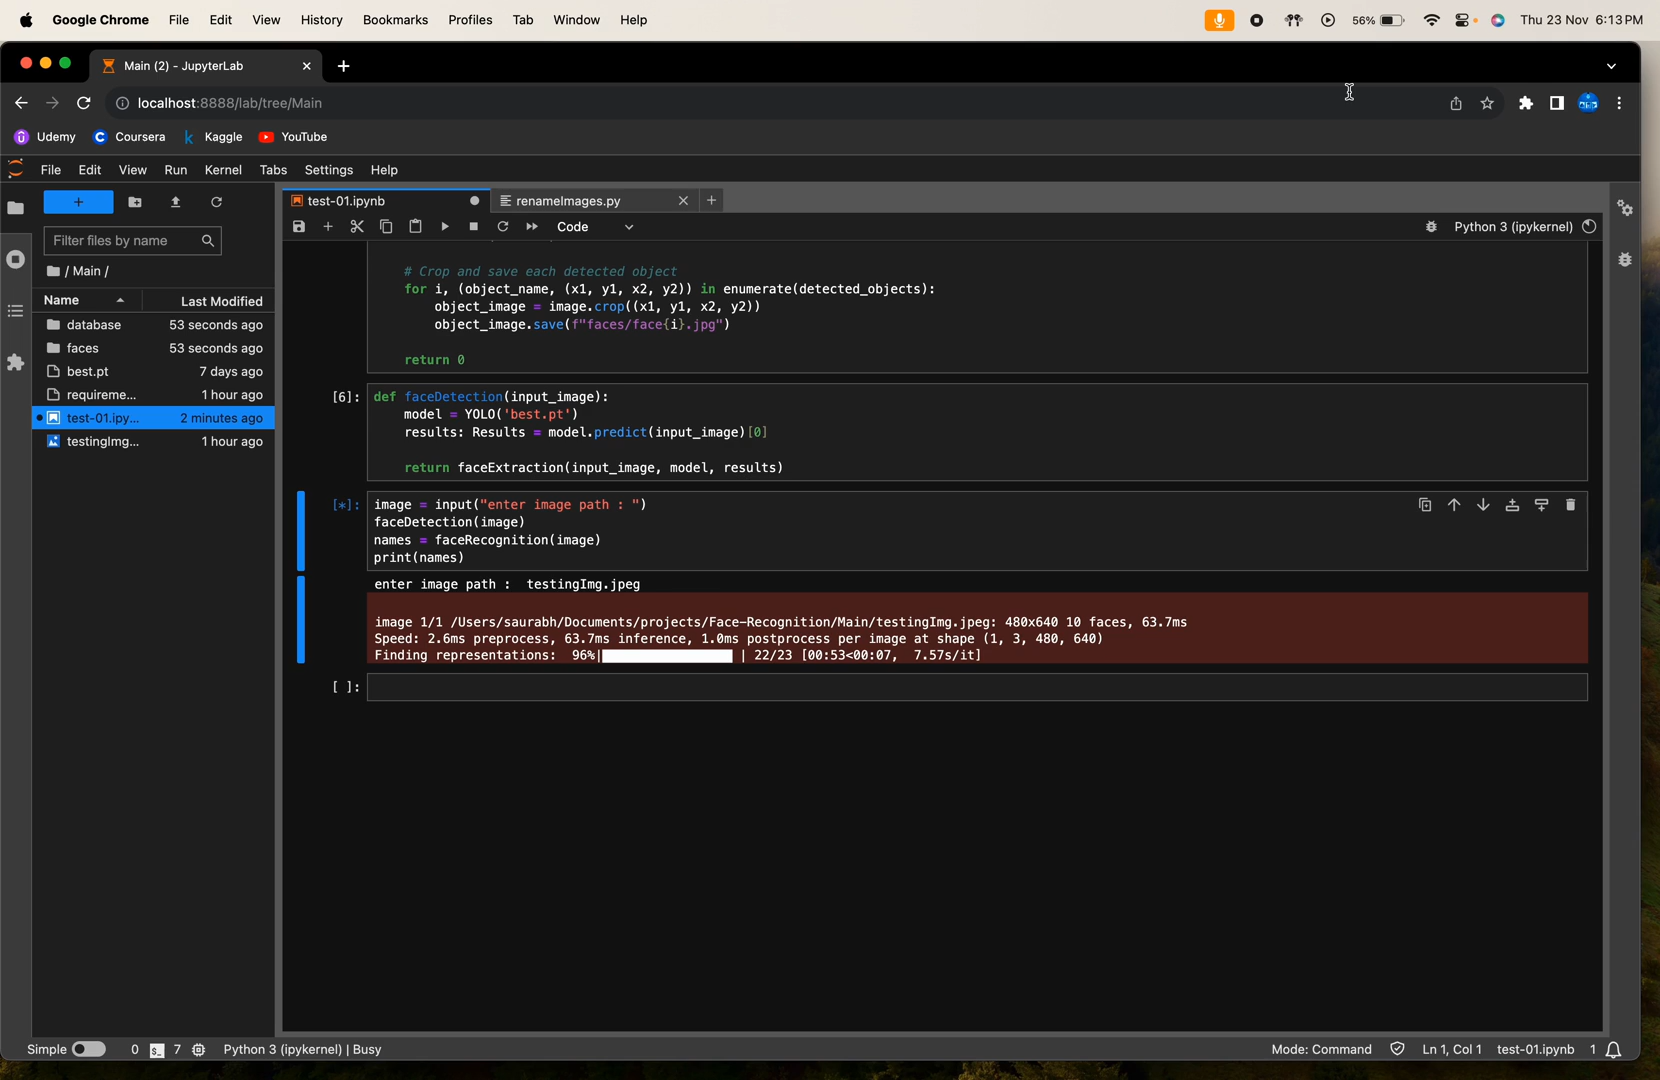 Google Chrome File Edit View History Bookmarks Profiles Tab Window Help 56% Thu 23 Nov 6:13 PM
Main (2) - JupyterLab
localhost:8888/lab/tree/Main
Udemy Coursera Kaggle YouTube
File Edit View Run Kernel Tabs Settings Help
test-01.ipynb renameImages.py
Code Python 3 (ipykernel)
Filter files by name
/ Main /
Name Last Modified
database 53 seconds ago
faces 53 seconds ago
best.pt 7 days ago
requireme... 1 hour ago
test-01.ipy... 2 minutes ago
testingImg... 1 hour ago
# Crop and save each detected object
for i, (object_name, (x1, y1, x2, y2)) in enumerate(detected_objects):
object_image = image.crop((x1, y1, x2, y2))
object_image.save(f"faces/face{i}.jpg")
return 0
[6]: def faceDetection(input_image):
model = YOLO('best.pt')
results: Results = model.predict(input_image)[0]
return faceExtraction(input_image, model, results)
[*]: image = input("enter image path : ")
faceDetection(image)
names = faceRecognition(image)
print(names)
enter image path :  testingImg.jpeg
image 1/1 /Users/saurabh/Documents/projects/Face-Recognition/Main/testingImg.jpeg: 480x640 10 faces, 63.7ms
Speed: 2.6ms preprocess, 63.7ms inference, 1.0ms postprocess per image at shape (1, 3, 480, 640)
Finding representations:  96%| | 22/23 [00:53<00:07,  7.57s/it]
[ ]:
Simple 0 $_ 7 Python 3 (ipykernel) | Busy Mode: Command Ln 1, Col 1 test-01.ipynb 1